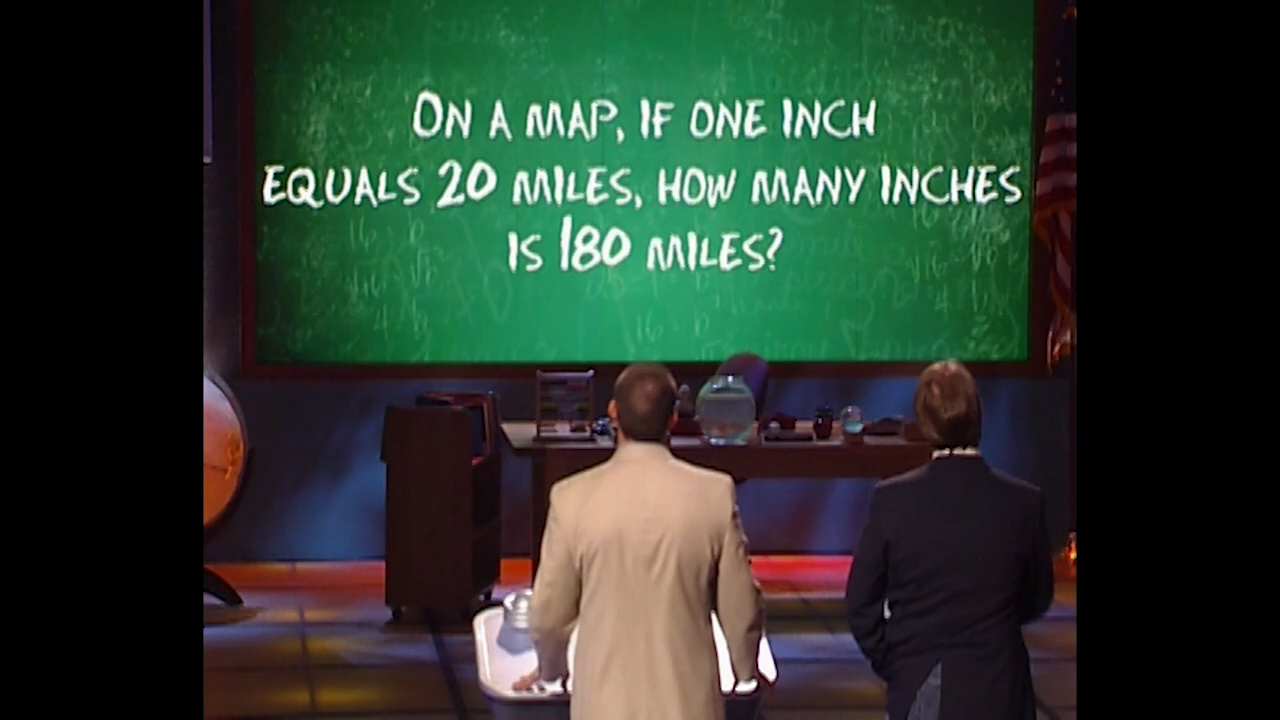 ON A MAP, IF ONE INCH
EQUALS 20 MILES, HOW MANY INCHES
IS 180 MILES?